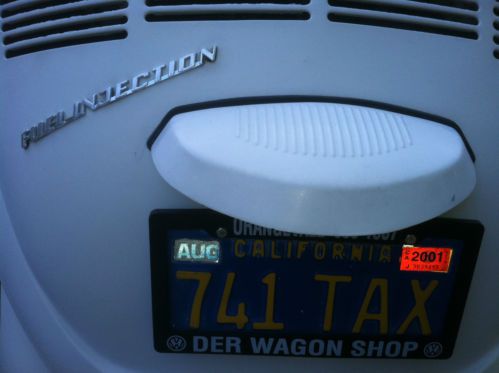 FUEL INJECTION
AUG CALIFORNIA 2001
741 TAX
DER WAGON SHOP